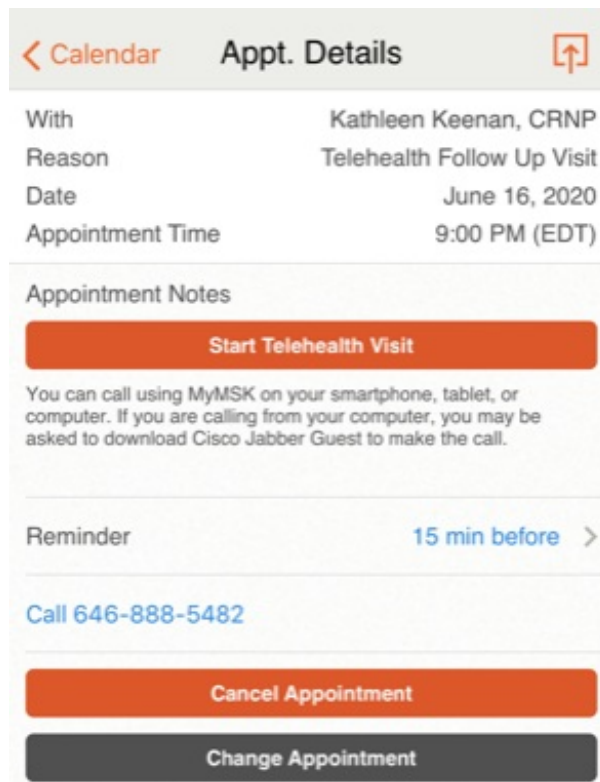 Calendar Appt. Details
With Kathleen Keenan, CRNP
Reason Telehealth Follow Up Visit
Date June 16, 2020
Appointment Time 9:00 PM (EDT)
Appointment Notes
Start Telehealth Visit
You can call using MyMSK on your smartphone, tablet, or
computer. If you are calling from your computer, you may be
asked to download Cisco Jabber Guest to make the call.
Reminder 15 min before
Call 646-888-5482
Cancel Appointment
Change Appointment